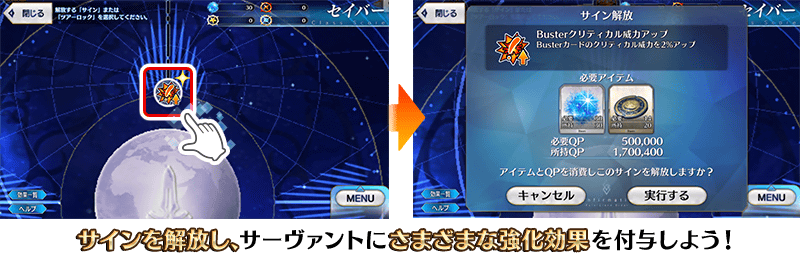 閉じる
解放する「サイン」または
「ツアーロック」を選択してください。
30
0
0
セイバー
効果一覧
ヘルプ
MENU
閉じる
サイン解放
Busterクリティカル威力アップ
Busterカードのクリティカル威力を2%アップ
必要アイテム
必要QP 500,000
所持QP 1,700,400
アイテムとQPを消費しこのサインを解放しますか?
キャンセル
実行する
バー
効果一覧
ヘルプ
MENU
サインを解放し、サーヴァントにさまざまな強化効果を付与しよう!